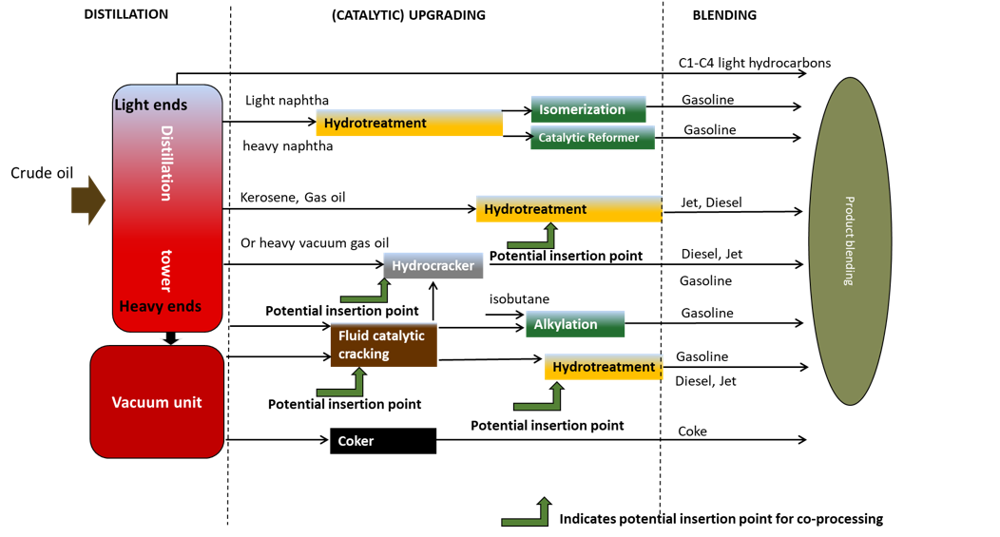 DISTILLATION
(CATALYTIC) UPGRADING
BLENDING
C1-C4 light hydrocarbons
Light ends
Light naphtha
Isomerization
Gasoline
Hydrotreatment
Distillation
heavy naphtha
Catalytic Reformer
Gasoline
Crude oil
Kerosene, Gas oil
Hydrotreatment
Jet, Diesel
Product blending
Or heavy vacuum gas oil
Potential insertion point
Diesel, Jet
tower
Hydrocracker
Gasoline
Heavy ends
Potential insertion point
isobutane
Gasoline
Alkylation
Fluid catalytic
cracking
Hydrotreatment
Gasoline
Diesel, Jet
Vacuum unit
Potential insertion point
Potential insertion point
Coker
Coke
Indicates potential insertion point for co-processing